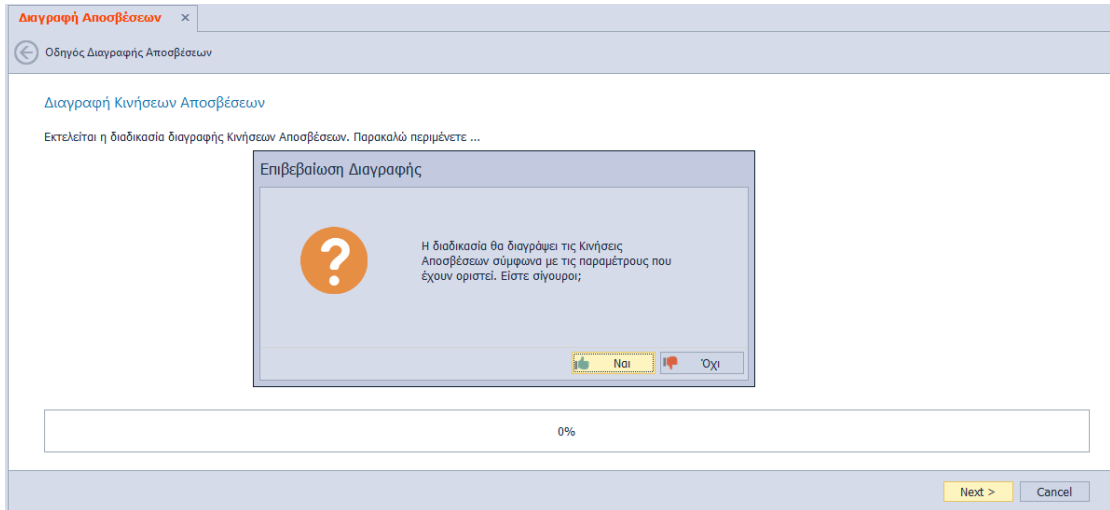 Διαγραφή Αποσβέσεων ×
Οδηγός Διαγραφής Αποσβέσεων
Διαγραφή Κινήσεων Αποσβέσεων
Εκτελείται η διαδικασία διαγραφής Κινήσεων Αποσβέσεων. Παρακαλώ περιμένετε ...
Επιβεβαίωση Διαγραφής
Η διαδικασία θα διαγράψει τις Κινήσεις
Αποσβέσεων σύμφωνα με τις παραμέτρους που
έχουν οριστεί. Είστε σίγουροι;
Ναι Όχι
0%
Next > Cancel